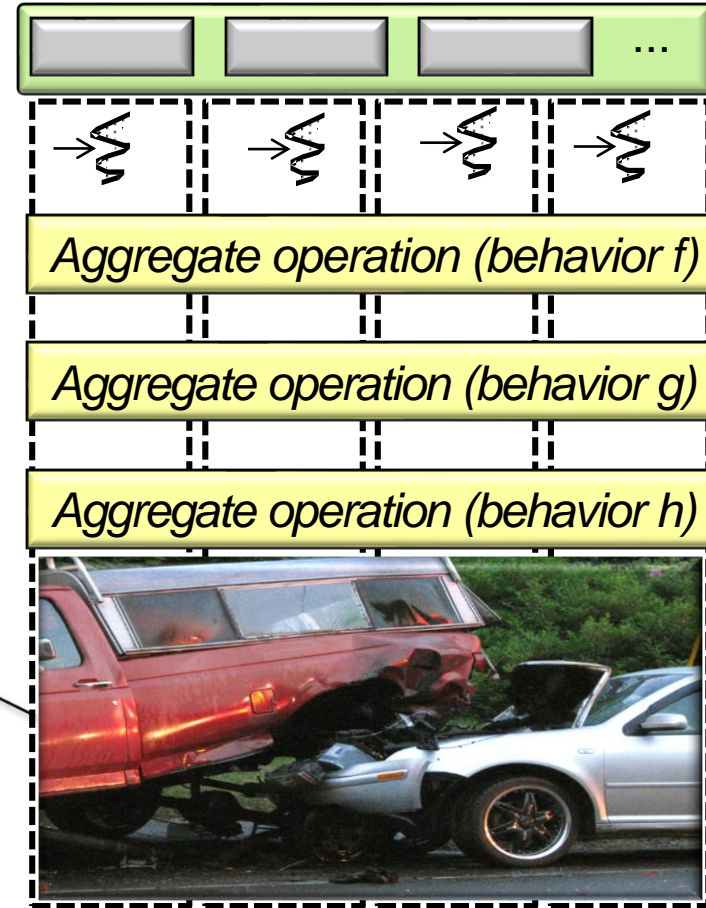 ...
Aggregate operation (behavior f)
Aggregate operation (behavior g)
Aggregate operation (behavior h)